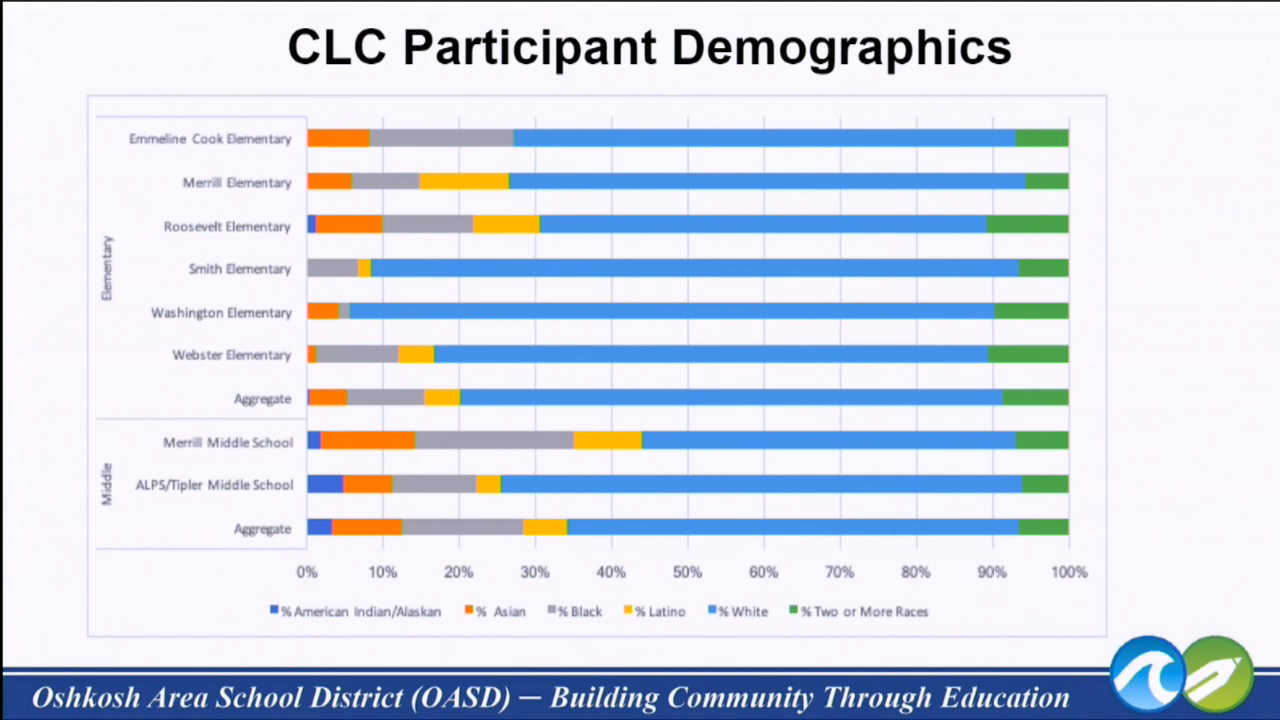 CLC Participant Demographics
Elementary
Emmeline Cook Elementary
Merrill Elementary
Roosevelt Elementary
Smith Elementary
Washington Elementary
Webster Elementary
Aggregate
Middle
Merrill Middle School
ALPS/Tipler Middle School
Aggregate
0% 10% 20% 30% 40% 50% 60% 70% 80% 90% 100%
% American Indian/Alaskan % Asian % Black % Latino % White % Two or More Races
Oshkosh Area School District (OASD) — Building Community Through Education